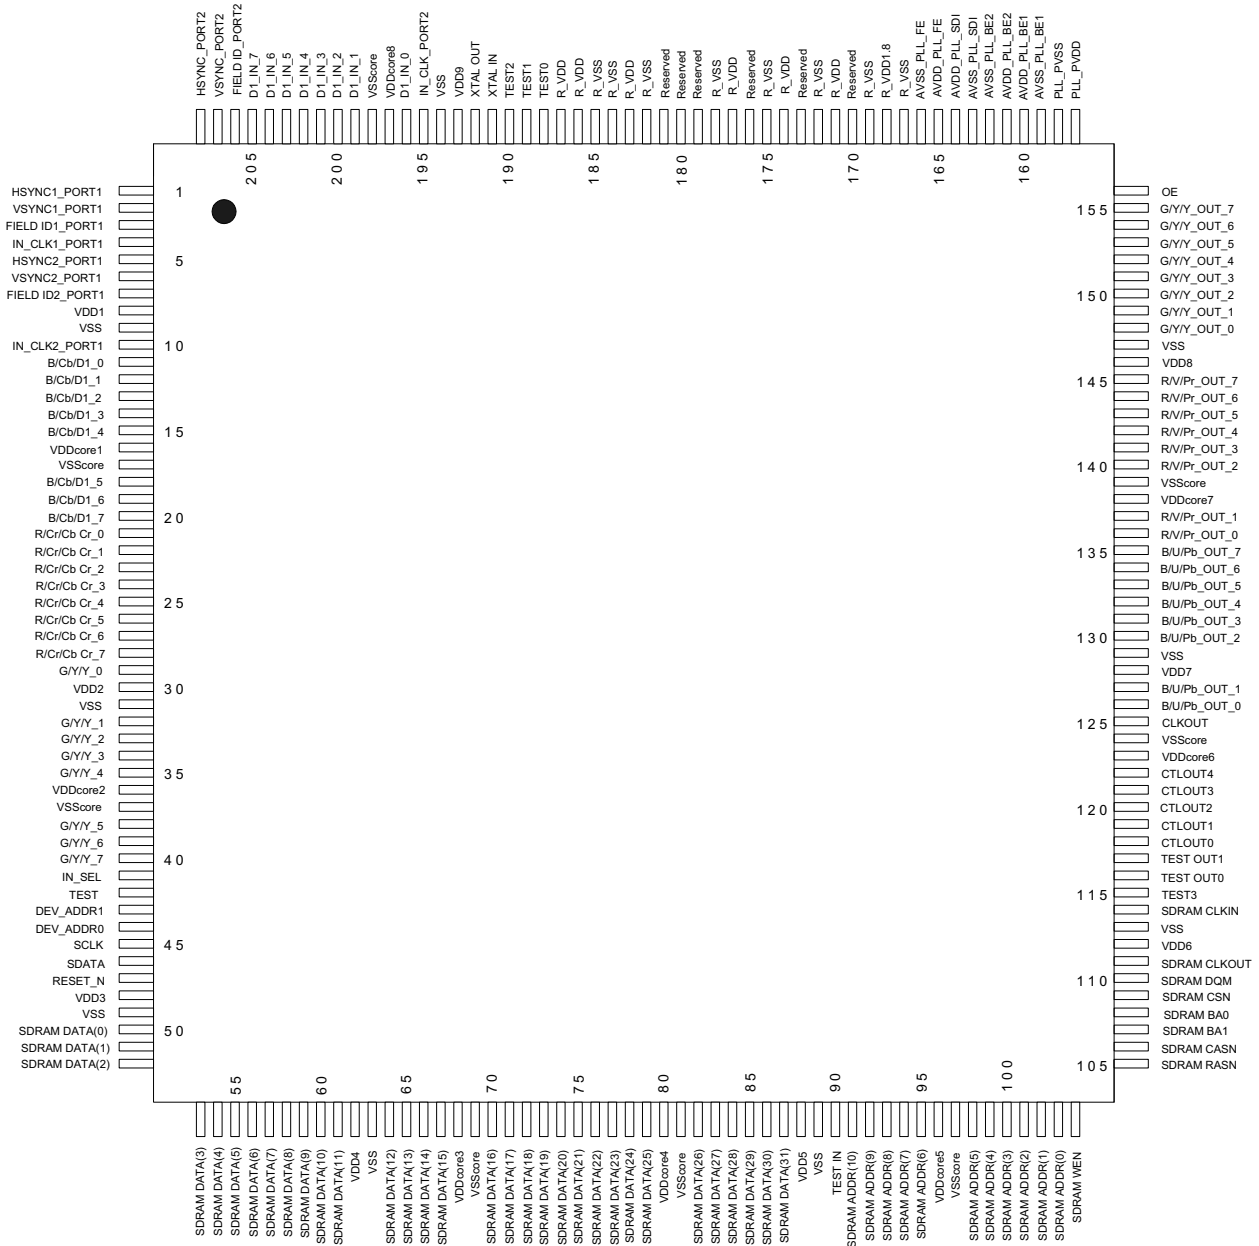 HSYNC_PORT2
VSYNC_PORT2
FIELD ID_PORT2
D1_IN_7
D1_IN_6
D1_IN_5
D1_IN_4
D1_IN_3
D1_IN_2
D1_IN_1
VSScore
VDDcore8
D1_IN_0
IN_CLK_PORT2
VSS
VDD9
XTAL OUT
XTAL IN
TEST2
TEST1
TEST0
R_VDD
R_VDD
R_VSS
R_VSS
R_VDD
R_VSS
Reserved
Reserved
Reserved
R_VSS
R_VDD
Reserved
R_VSS
R_VDD
Reserved
R_VSS
R_VDD
Reserved
R_VSS
R_VDD1.8
R_VSS
AVSS_PLL_FE
AVDD_PLL_FE
AVDD_PLL_SDI
AVSS_PLL_SDI
AVSS_PLL_BE2
AVDD_PLL_BE2
AVDD_PLL_BE1
AVSS_PLL_BE1
PLL_PVSS
PLL_PVDD
205
200
195
190
185
180
175
170
165
160
HSYNC1_PORT1
VSYNC1_PORT1
FIELD ID1_PORT1
IN_CLK1_PORT1
HSYNC2_PORT1
VSYNC2_PORT1
FIELD ID2_PORT1
VDD1
VSS
IN_CLK2_PORT1
B/Cb/D1_0
B/Cb/D1_1
B/Cb/D1_2
B/Cb/D1_3
B/Cb/D1_4
VDDcore1
VSScore
B/Cb/D1_5
B/Cb/D1_6
B/Cb/D1_7
R/Cr/Cb Cr_0
R/Cr/Cb Cr_1
R/Cr/Cb Cr_2
R/Cr/Cb Cr_3
R/Cr/Cb Cr_4
R/Cr/Cb Cr_5
R/Cr/Cb Cr_6
R/Cr/Cb Cr_7
G/Y/Y_0
VDD2
VSS
G/Y/Y_1
G/Y/Y_2
G/Y/Y_3
G/Y/Y_4
VDDcore2
VSScore
G/Y/Y_5
G/Y/Y_6
G/Y/Y_7
IN_SEL
TEST
DEV_ADDR1
DEV_ADDR0
SCLK
SDATA
RESET_N
VDD3
VSS
SDRAM DATA(0)
SDRAM DATA(1)
SDRAM DATA(2)
1
5
10
15
20
25
30
35
40
45
50
155
150
145
140
135
130
125
120
115
110
105
OE
G/Y/Y_OUT_7
G/Y/Y_OUT_6
G/Y/Y_OUT_5
G/Y/Y_OUT_4
G/Y/Y_OUT_3
G/Y/Y_OUT_2
G/Y/Y_OUT_1
G/Y/Y_OUT_0
VSS
VDD8
R/V/Pr_OUT_7
R/V/Pr_OUT_6
R/V/Pr_OUT_5
R/V/Pr_OUT_4
R/V/Pr_OUT_3
R/V/Pr_OUT_2
VSScore
VDDcore7
R/V/Pr_OUT_1
R/V/Pr_OUT_0
B/U/Pb_OUT_7
B/U/Pb_OUT_6
B/U/Pb_OUT_5
B/U/Pb_OUT_4
B/U/Pb_OUT_3
B/U/Pb_OUT_2
VSS
VDD7
B/U/Pb_OUT_1
B/U/Pb_OUT_0
CLKOUT
VSScore
VDDcore6
CTLOUT4
CTLOUT3
CTLOUT2
CTLOUT1
CTLOUT0
TEST OUT1
TEST OUT0
TEST3
SDRAM CLKIN
VSS
VDD6
SDRAM CLKOUT
SDRAM DQM
SDRAM CSN
SDRAM BA0
SDRAM BA1
SDRAM CASN
SDRAM RASN
55
60
65
70
75
80
85
90
95
100
SDRAM DATA(3)
SDRAM DATA(4)
SDRAM DATA(5)
SDRAM DATA(6)
SDRAM DATA(7)
SDRAM DATA(8)
SDRAM DATA(9)
SDRAM DATA(10)
SDRAM DATA(11)
VDD4
VSS
SDRAM DATA(12)
SDRAM DATA(13)
SDRAM DATA(14)
SDRAM DATA(15)
VDDcore3
VSScore
SDRAM DATA(16)
SDRAM DATA(17)
SDRAM DATA(18)
SDRAM DATA(19)
SDRAM DATA(20)
SDRAM DATA(21)
SDRAM DATA(22)
SDRAM DATA(23)
SDRAM DATA(24)
SDRAM DATA(25)
VDDcore4
VSScore
SDRAM DATA(26)
SDRAM DATA(27)
SDRAM DATA(28)
SDRAM DATA(29)
SDRAM DATA(30)
SDRAM DATA(31)
VDD5
VSS
TEST IN
SDRAM ADDR(10)
SDRAM ADDR(9)
SDRAM ADDR(8)
SDRAM ADDR(7)
SDRAM ADDR(6)
VDDcore5
VSScore
SDRAM ADDR(5)
SDRAM ADDR(4)
SDRAM ADDR(3)
SDRAM ADDR(2)
SDRAM ADDR(1)
SDRAM ADDR(0)
SDRAM WEN